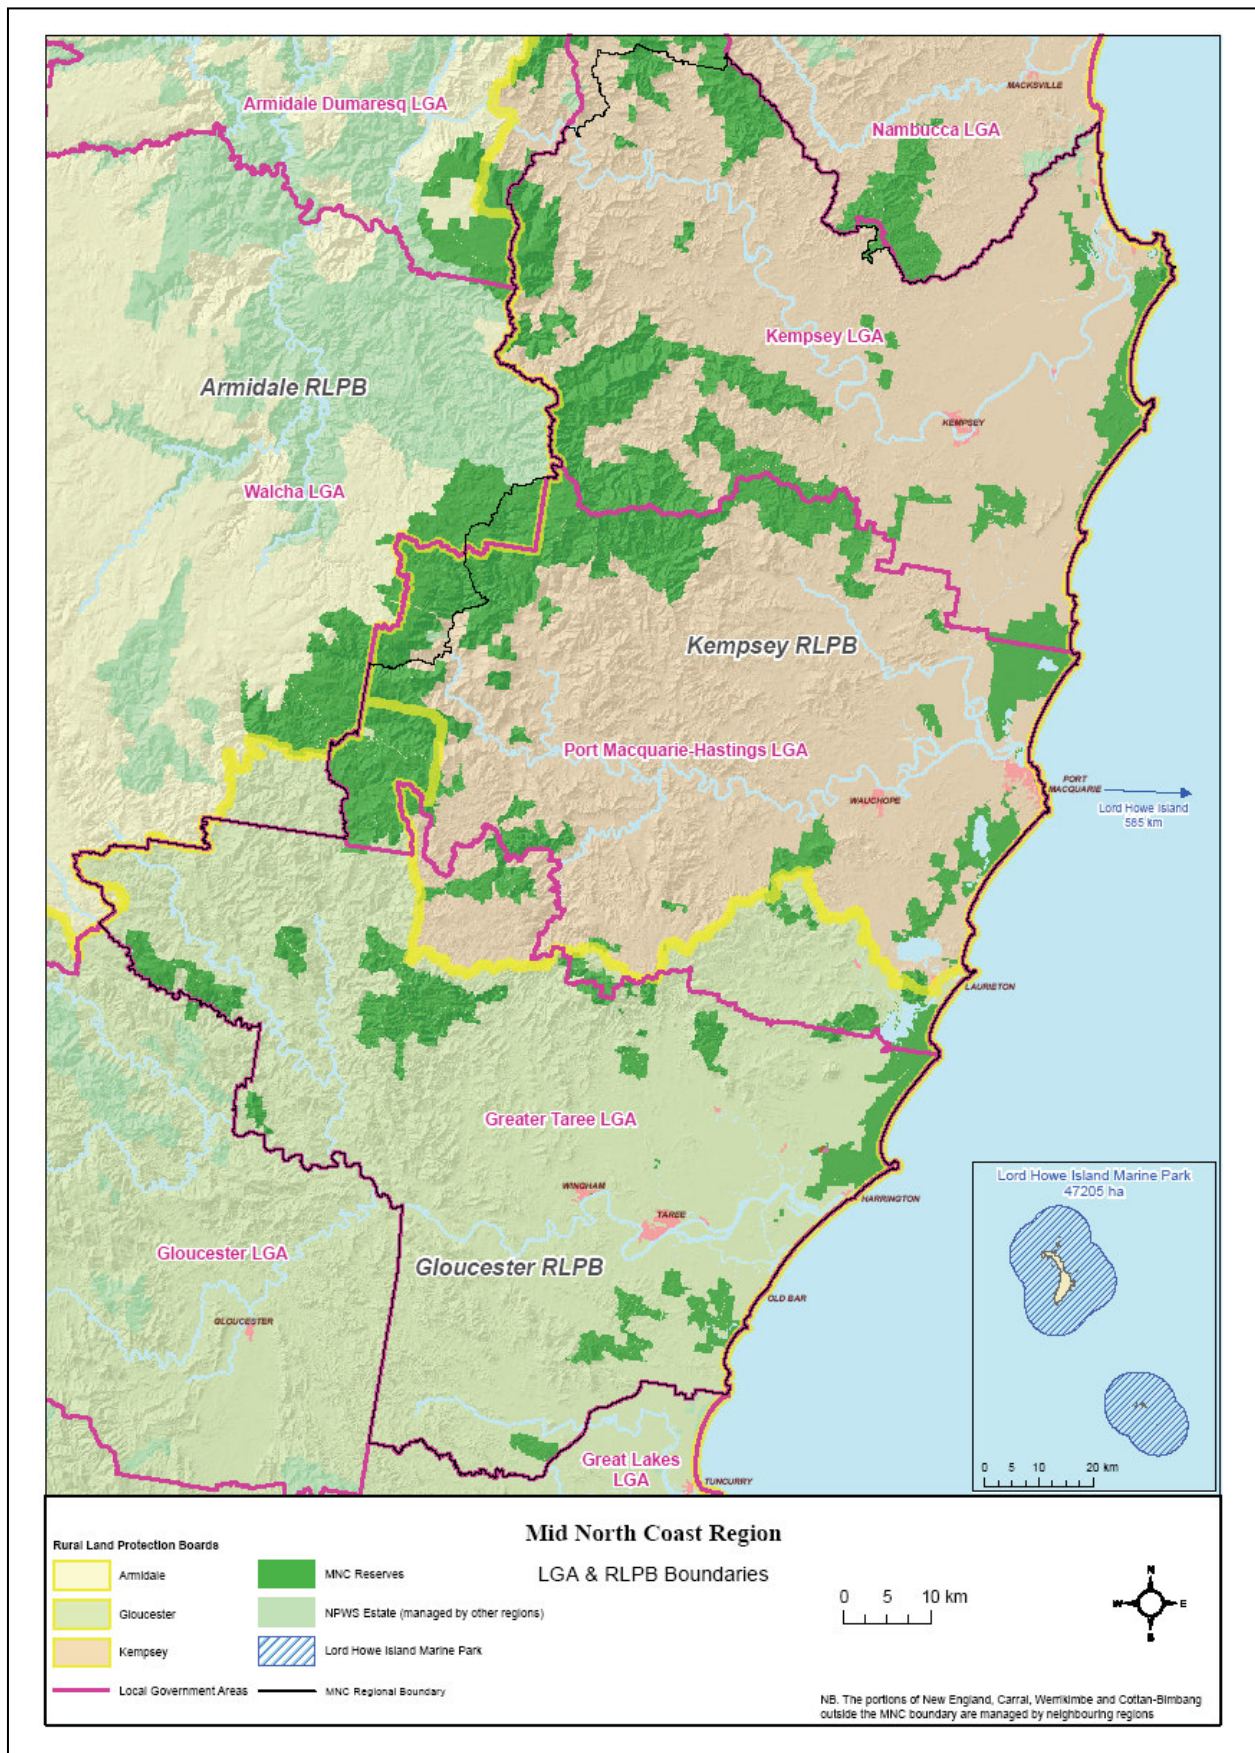 MACKSVILLE
Armidale Dumaresq LGA
Nambucca LGA
Kempsey LGA
Armidale RLPB
KEMPSEY
Walcha LGA
Kempsey RLPB
Port Macquarie-Hastings LGA
PORT
MACQUARIE
WAUCHOPE
Lord Howe Island
585 km
LAURIETON
Greater Taree LGA
Lord Howe Island Marine Park
47205 ha
WINGHAM
HARRINGTON
TAREE
Gloucester LGA
Gloucester RLPB
OLD BAR
GLOUCESTER
Great Lakes
LGA
TUNCURRY
0 5 10 20 km
Mid North Coast Region
LGA & RLPB Boundaries
Rural Land Protection Boards
Armidale
Gloucester
Kempsey
Local Government Areas
MNC Reserves
NPWS Estate (managed by other regions)
Lord Howe Island Marine Park
MNC Regional Boundary
0 5 10 km
N
W E
S
NB. The portions of New England, Carrai, Werrikimbe and Cottan-Bimbang
outside the MNC boundary are managed by neighbouring regions